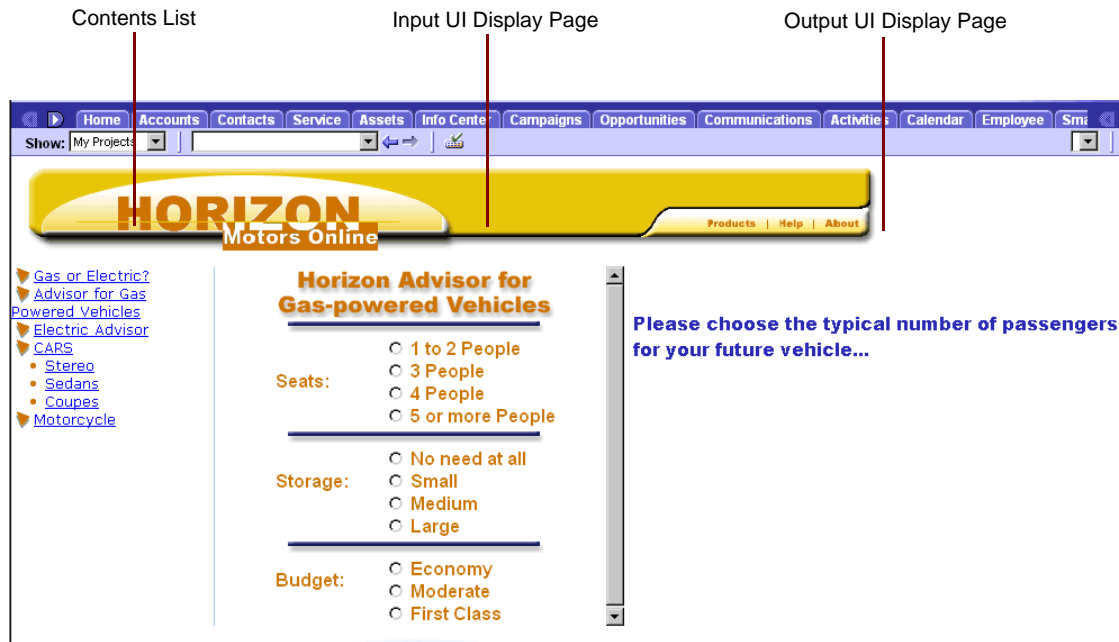 Contents List
Input UI Display Page
Output UI Display Page
Home Accounts Contacts Service Assets Info Center Campaigns Opportunities Communications Activities Calendar Employee
Show: My Projects
HORIZON
Motors Online
Products | Help | About
Gas or Electric?
Advisor for Gas
Powered Vehicles
Electric Advisor
CARS
Stereo
Sedans
Coupes
Motorcycle
Horizon Advisor for
Gas-powered Vehicles
Seats:
1 to 2 People
3 People
4 People
5 or more People
Storage:
No need at all
Small
Medium
Large
Budget:
Economy
Moderate
First Class
Please choose the typical number of passengers
for your future vehicle...